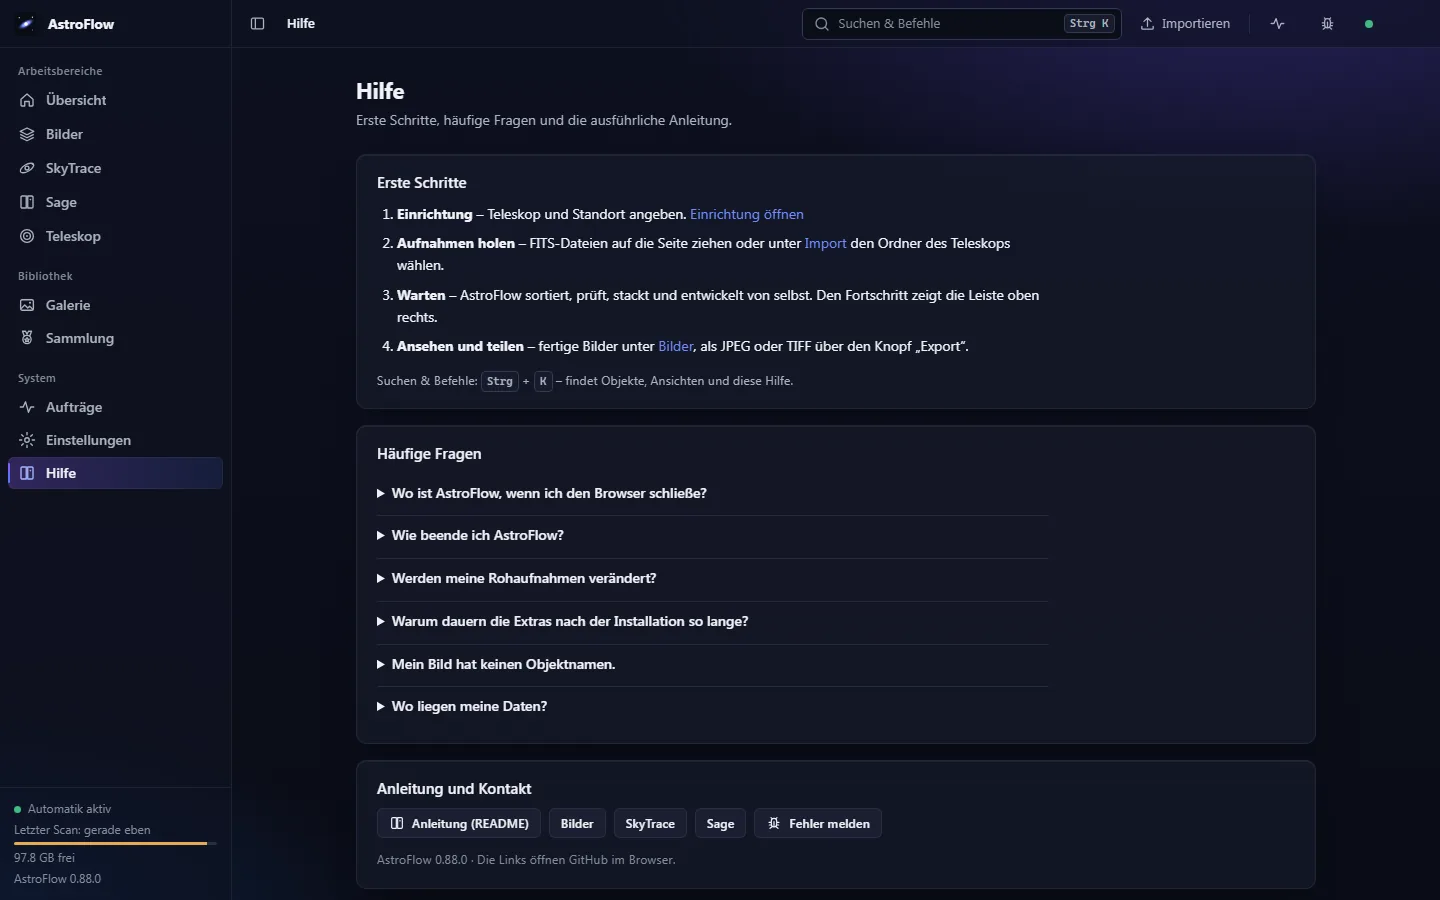 AstroFlow
Hilfe
Suchen & Befehle
Strg K
Importieren
Arbeitsbereiche
Übersicht
Bilder
SkyTrace
Sage
Teleskop
Bibliothek
Galerie
Sammlung
System
Aufträge
Einstellungen
Hilfe
Automatik aktiv
Letzter Scan: gerade eben
97.8 GB frei
AstroFlow 0.88.0
Hilfe
Erste Schritte, häufige Fragen und die ausführliche Anleitung.
Erste Schritte
1. Einrichtung – Teleskop und Standort angeben. Einrichtung öffnen
2. Aufnahmen holen – FITS-Dateien auf die Seite ziehen oder unter Import den Ordner des Teleskops
wählen.
3. Warten – AstroFlow sortiert, prüft, stackt und entwickelt von selbst. Den Fortschritt zeigt die Leiste oben
rechts.
4. Ansehen und teilen – fertige Bilder unter Bilder, als JPEG oder TIFF über den Knopf „Export“.
Suchen & Befehle: Strg + K – findet Objekte, Ansichten und diese Hilfe.
Häufige Fragen
Wo ist AstroFlow, wenn ich den Browser schließe?
Wie beende ich AstroFlow?
Werden meine Rohaufnahmen verändert?
Warum dauern die Extras nach der Installation so lange?
Mein Bild hat keinen Objektnamen.
Wo liegen meine Daten?
Anleitung und Kontakt
Anleitung (README)
Bilder
SkyTrace
Sage
Fehler melden
AstroFlow 0.88.0 · Die Links öffnen GitHub im Browser.